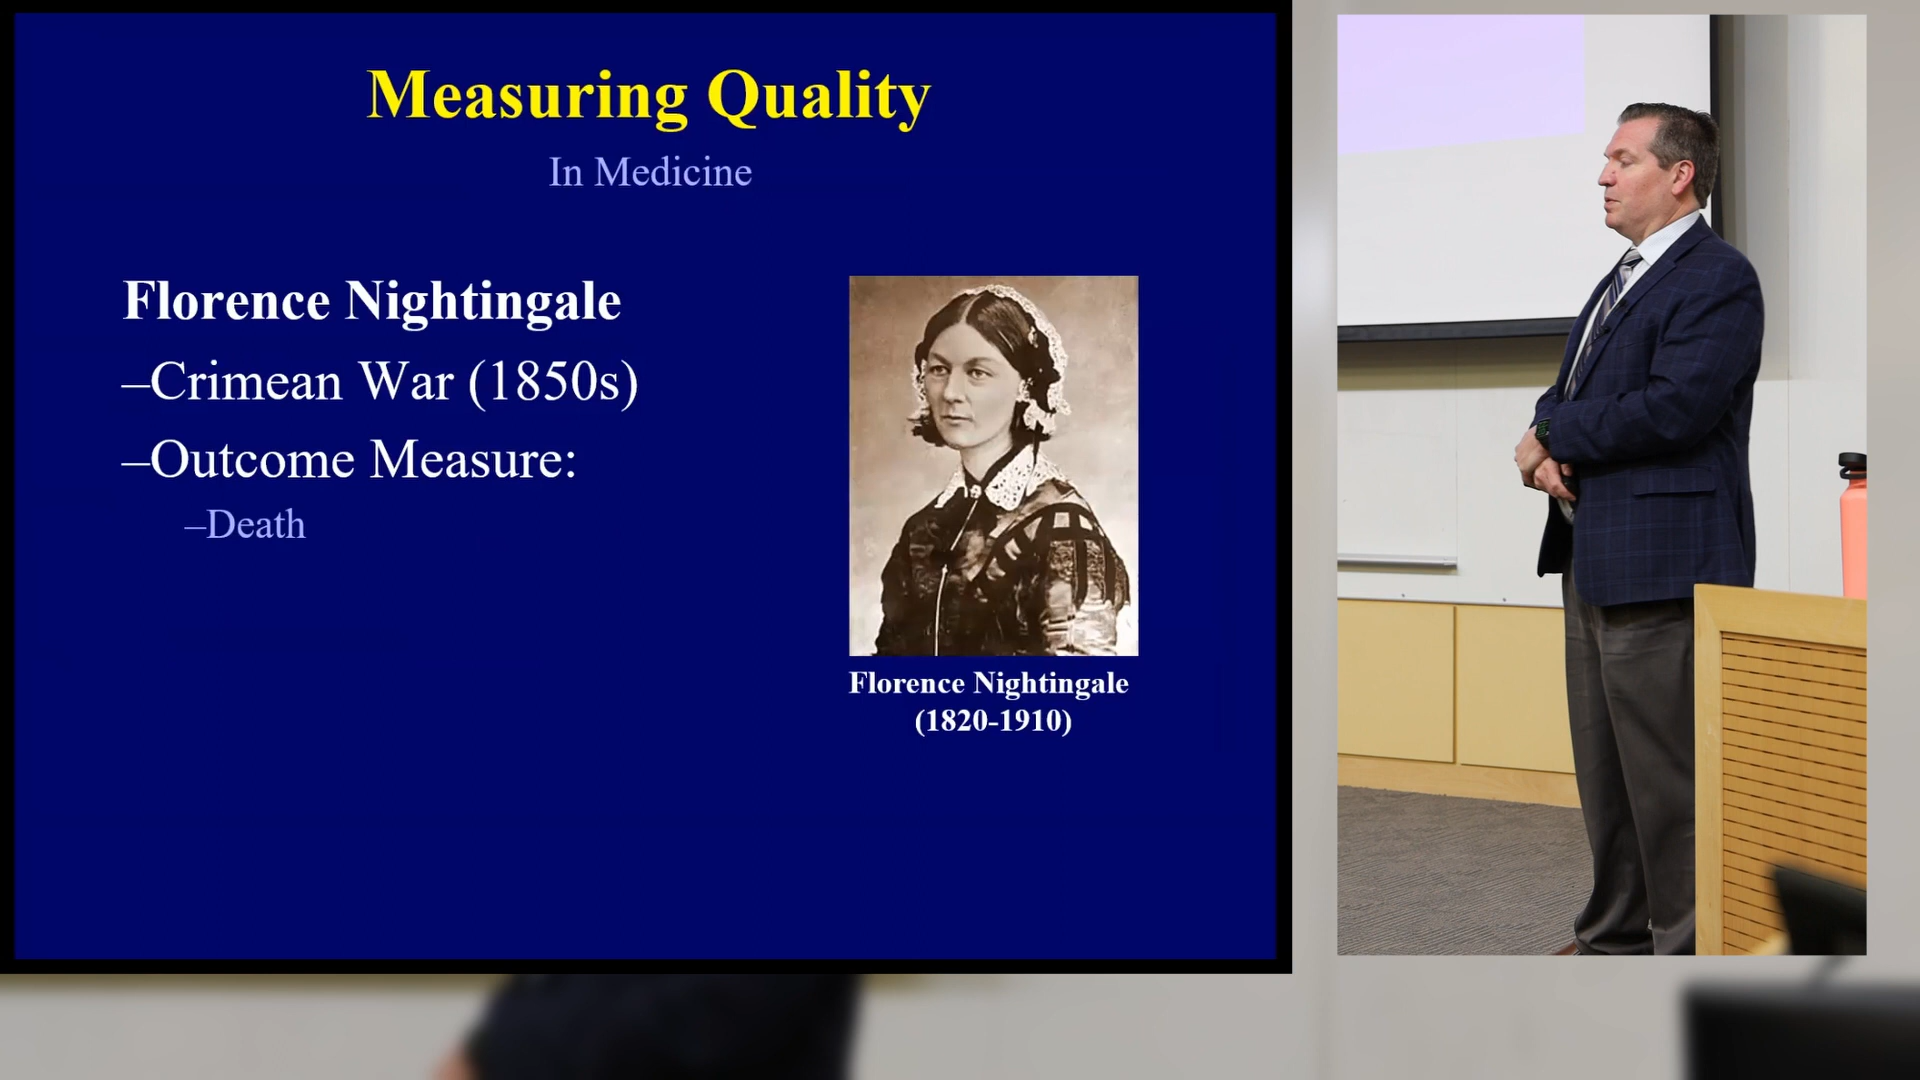 Measuring Quality
In Medicine
Florence Nightingale
–Crimean War (1850s)
–Outcome Measure:
–Death
Florence Nightingale
(1820-1910)